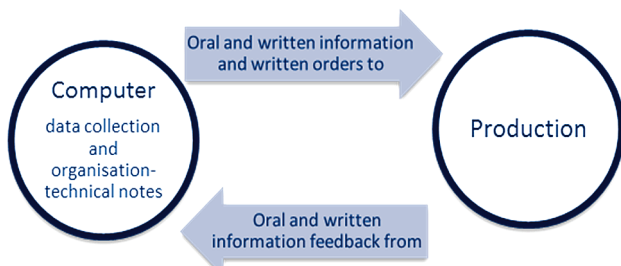 Oral and written information
and written orders to
Computer
data collection
and
organisation-
technical notes
Production
Oral and written
information feedback from